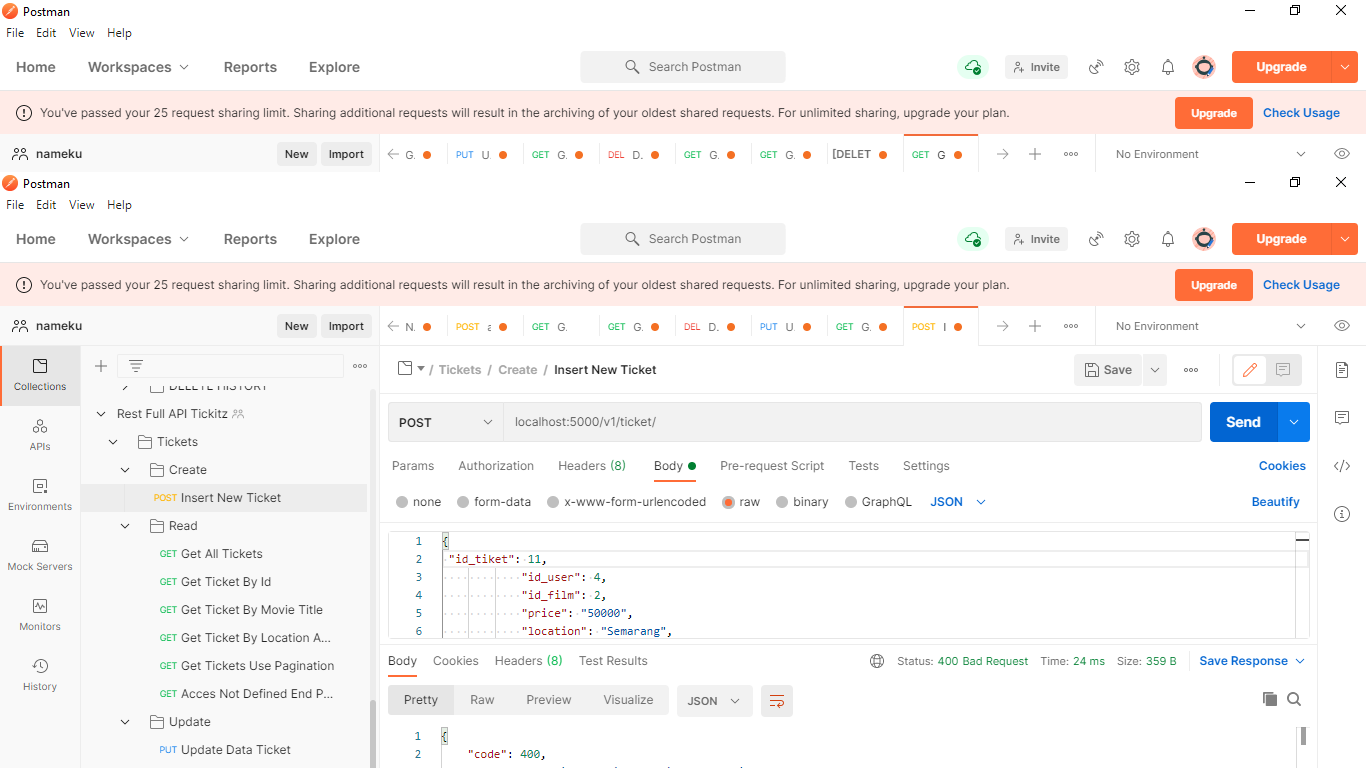 Postman
File Edit View Help
Home Workspaces Reports Explore Search Postman Invite Upgrade
You've passed your 25 request sharing limit. Sharing additional requests will result in the archiving of your oldest shared requests. For unlimited sharing, upgrade your plan. Upgrade Check Usage
nameku New Import G. PUT U GET G. DEL D. GET G. GET G. [DELET GET G No Environment
Postman
File Edit View Help
Home Workspaces Reports Explore Search Postman Invite Upgrade
You've passed your 25 request sharing limit. Sharing additional requests will result in the archiving of your oldest shared requests. For unlimited sharing, upgrade your plan. Upgrade Check Usage
nameku New Import N. POST GET G. GET G. DEL D. PUT U GET G. POST I No Environment
Collections
APIs
Environments
Mock Servers
Monitors
History
DELETE HISTORY
Rest Full API Tickitz
Tickets
Create
POST Insert New Ticket
Read
GET Get All Tickets
GET Get Ticket By Id
GET Get Ticket By Movie Title
GET Get Ticket By Location A...
GET Get Tickets Use Pagination
GET Acces Not Defined End P...
Update
PUT Update Data Ticket
/ Tickets / Create / Insert New Ticket Save
POST localhost:5000/v1/ticket/ Send
Params Authorization Headers (8) Body Pre-request Script Tests Settings Cookies
none form-data x-www-form-urlencoded raw binary GraphQL JSON Beautify
1 {
2 "id_tiket": 11,
3 "id_user": 4,
4 "id_film": 2,
5 "price": "50000",
6 "location": "Semarang",
Body Cookies Headers (8) Test Results Status: 400 Bad Request Time: 24 ms Size: 359 B Save Response
Pretty Raw Preview Visualize JSON
1 {
2 "code": 400,